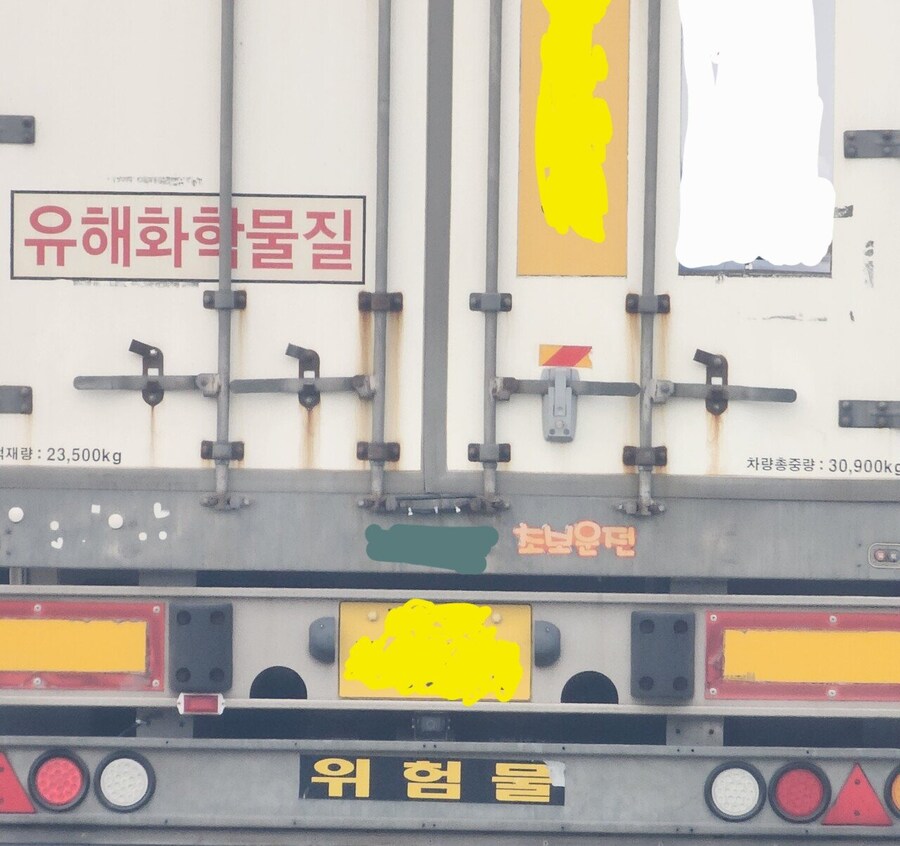 유해화학물질
적재량 : 23,500kg
차량총중량 : 30,900kg
초보운전
위험물